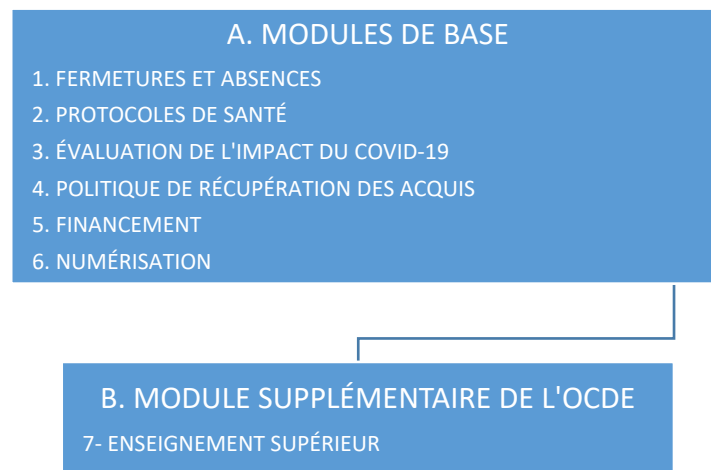 A. MODULES DE BASE
1. FERMETURES ET ABSENCES
2. PROTOCOLES DE SANTÉ
3. ÉVALUATION DE L'IMPACT DU COVID-19
4. POLITIQUE DE RÉCUPÉRATION DES ACQUIS
5. FINANCEMENT
6. NUMÉRISATION
B. MODULE SUPPLÉMENTAIRE DE L'OCDE
7- ENSEIGNEMENT SUPÉRIEUR